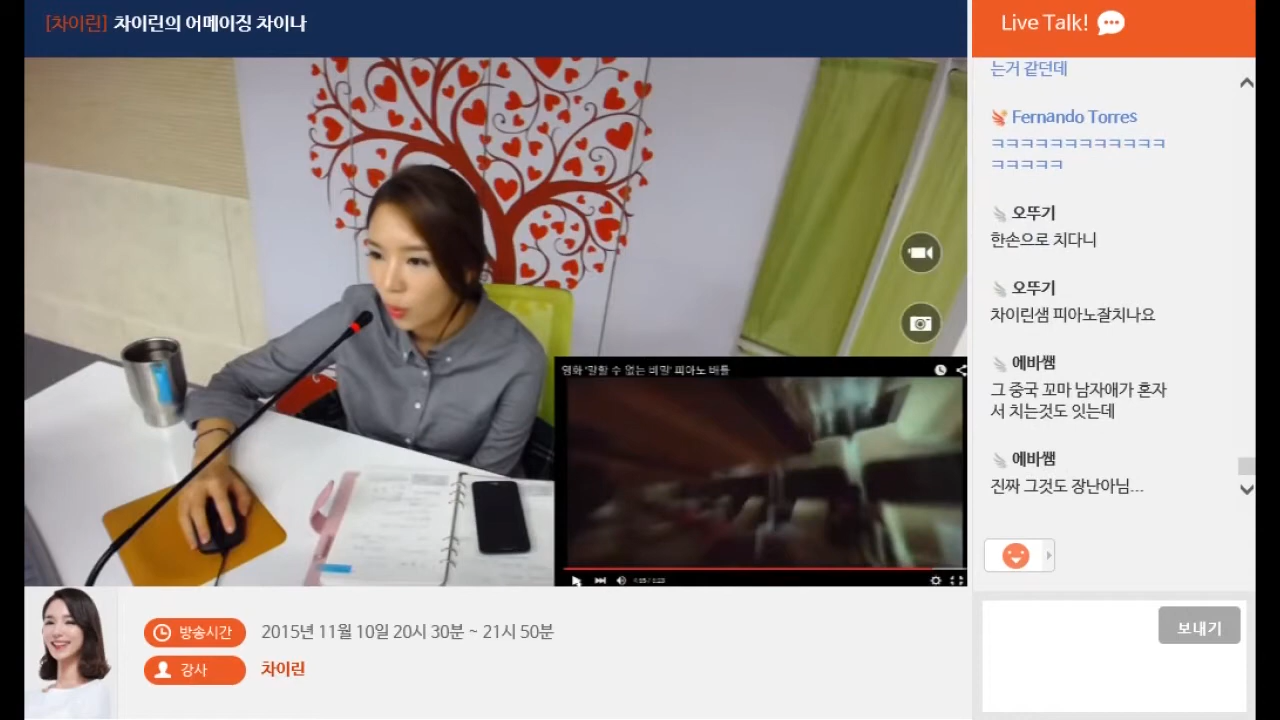 [차이린] 차이린의 어메이징 차이나
영화 '말할 수 없는 비밀' 피아노 배틀
방송시간 2015년 11월 10일 20시 30분 ~ 21시 50분
강사 차이린
Live Talk!
는거 같던데
Fernando Torres
ㅋㅋㅋㅋㅋㅋㅋㅋㅋㅋㅋㅋ
ㅋㅋㅋㅋㅋ
오뚜기
한손으로 치다니
오뚜기
차이린샘 피아노잘치나요
에바쌤
그 중국 꼬마 남자애가 혼자
서 치는것도 잇는데
에바쌤
진짜 그것도 장난아님...
보내기